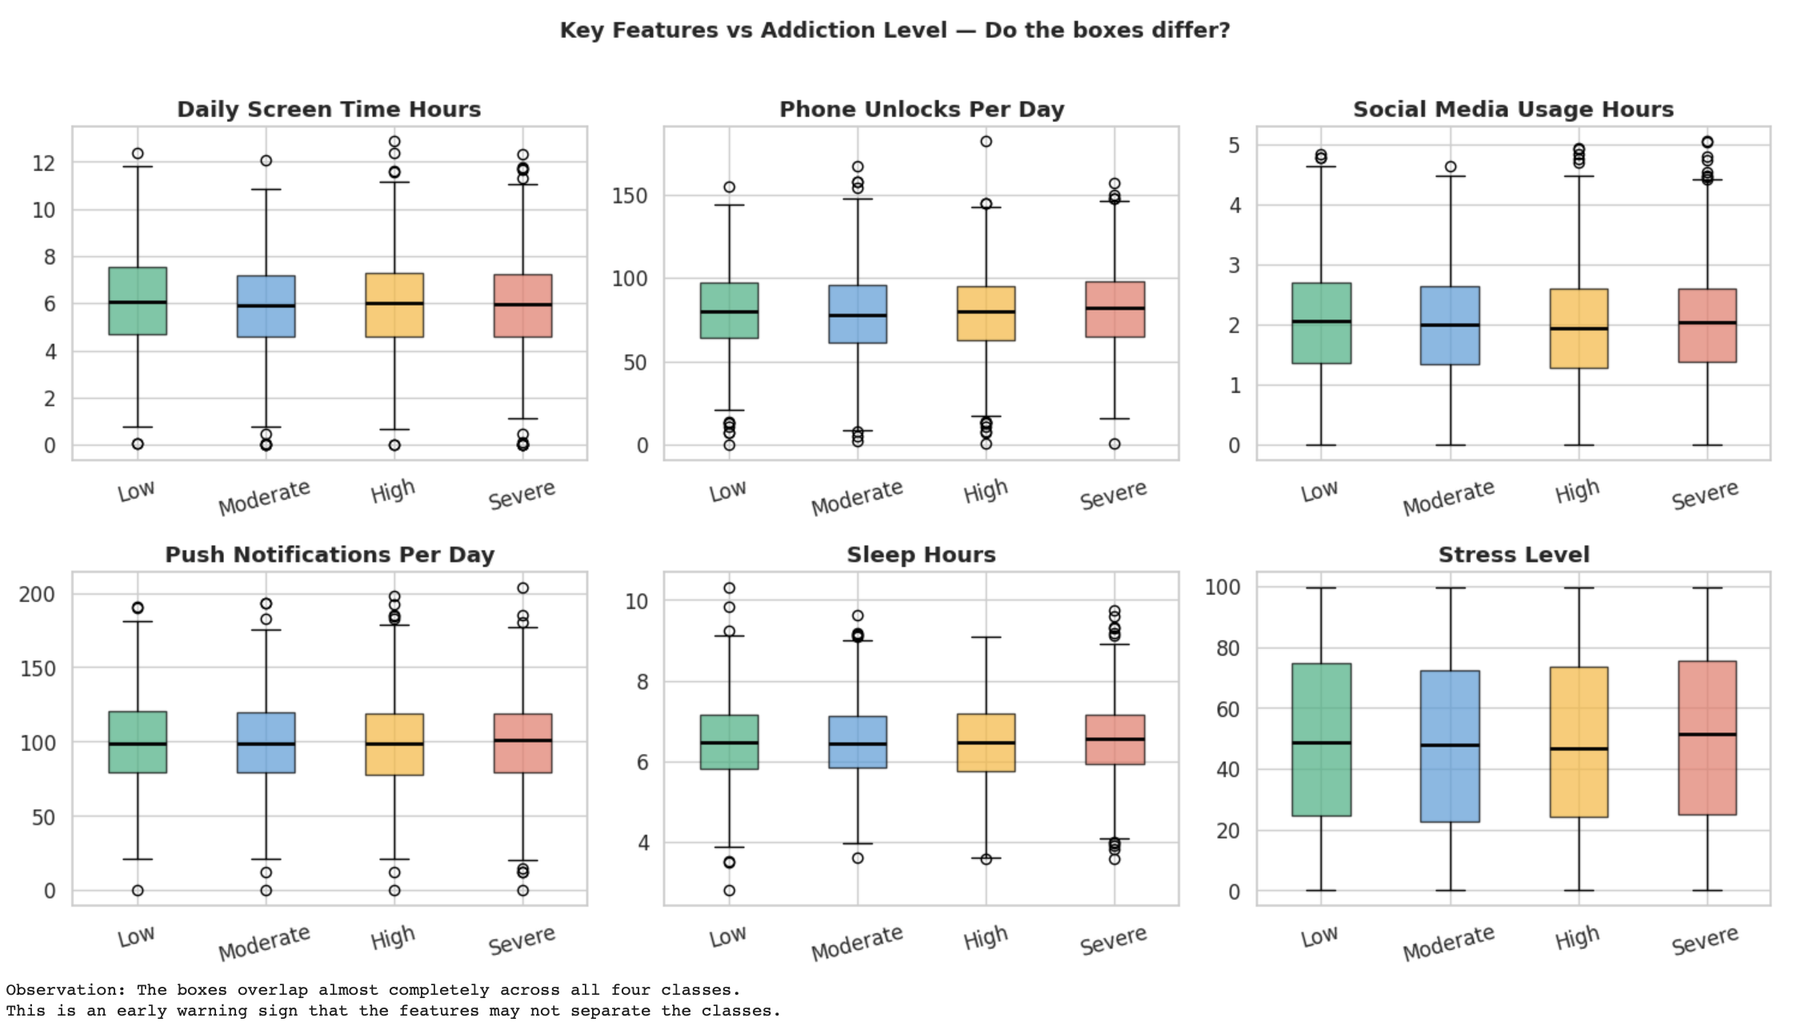 Key Features vs Addiction Level — Do the boxes differ?
Daily Screen Time Hours
12
10
8
6
4
2
0
Low
Moderate
High
Severe
Phone Unlocks Per Day
150
100
50
0
Low
Moderate
High
Severe
Social Media Usage Hours
5
4
3
2
1
0
Low
Moderate
High
Severe
Push Notifications Per Day
200
150
100
50
0
Low
Moderate
High
Severe
Sleep Hours
10
8
6
4
Low
Moderate
High
Severe
Stress Level
100
80
60
40
20
0
Low
Moderate
High
Severe
Observation: The boxes overlap almost completely across all four classes.
This is an early warning sign that the features may not separate the classes.